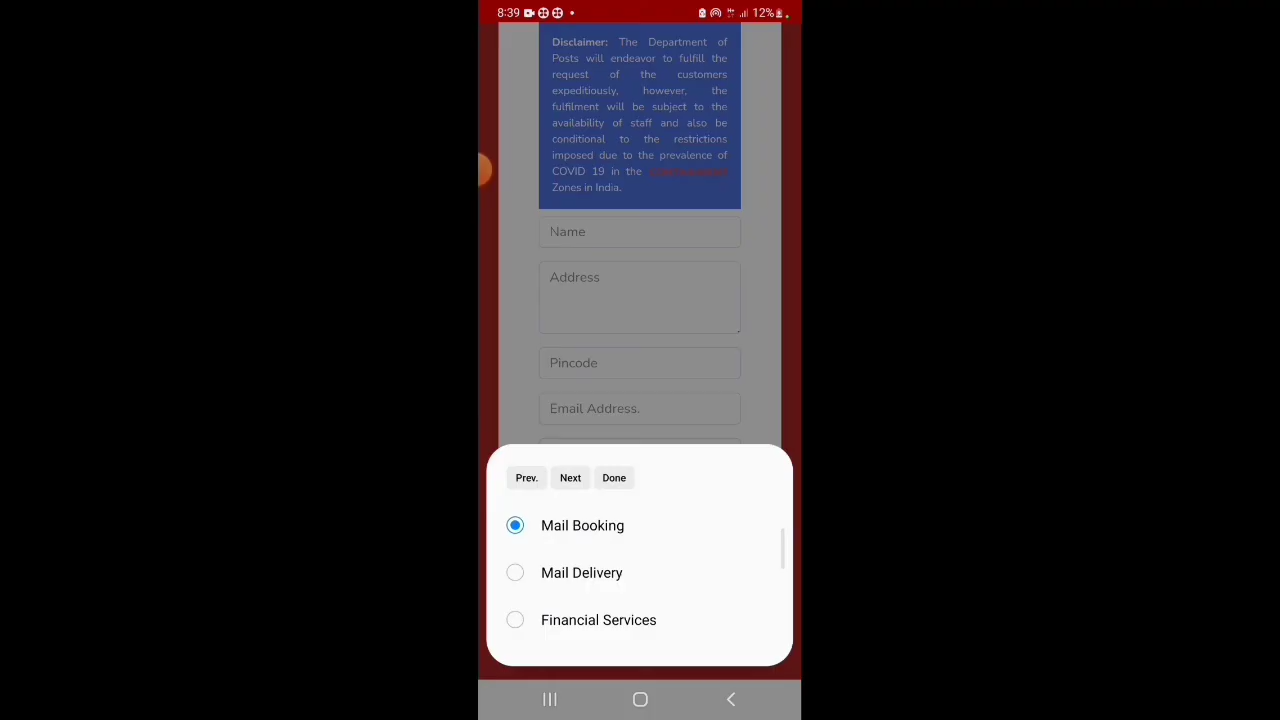 8:39
12%
Disclaimer: The Department of
Posts will endeavor to fulfill the
request of the customers
expeditiously, however, the
fulfilment will be subject to the
availability of staff and also be
conditional to the restrictions
imposed due to the prevalence of
COVID 19 in the
Zones in India.
Name
Address
Pincode
Email Address.
Prev. Next Done
Mail Booking
Mail Delivery
Financial Services